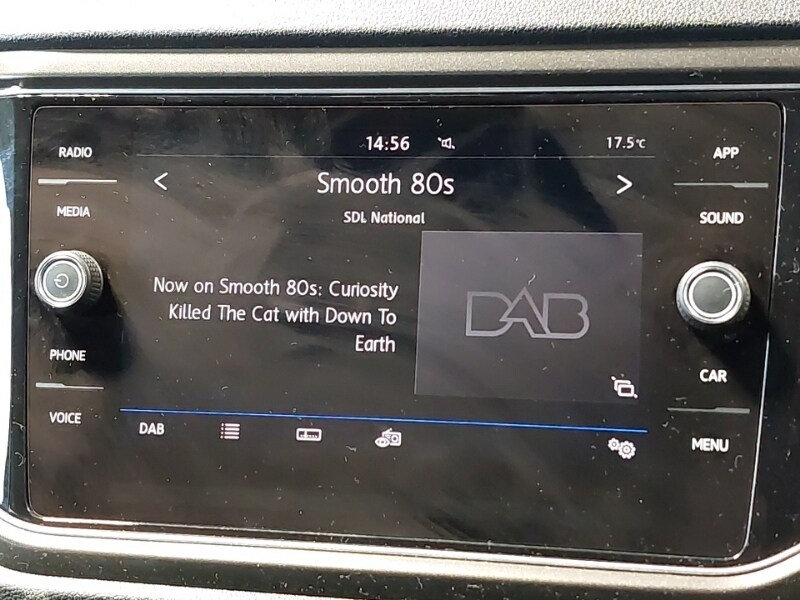 RADIO
MEDIA
PHONE
VOICE
14:56
17.5°C
Smooth 80s
SDL National
Now on Smooth 80s: Curiosity
Killed The Cat with Down To
Earth
DAB
DAB
APP
SOUND
CAR
MENU